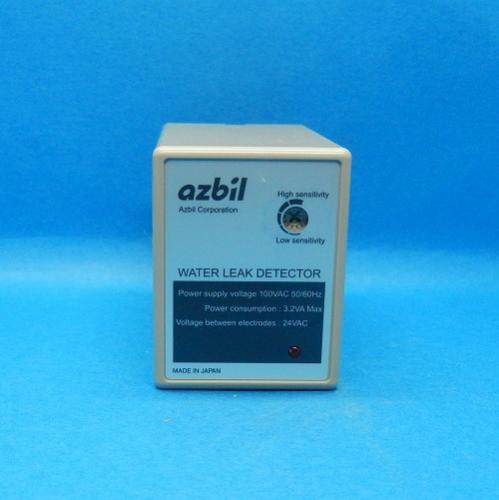 azbil
Azbil Corporation
High sensitivity
Low sensitivity
WATER LEAK DETECTOR
Power supply voltage 100VAC 50/60Hz
Power consumption : 3.2VA Max
Voltage between electrodes : 24VAC
MADE IN JAPAN